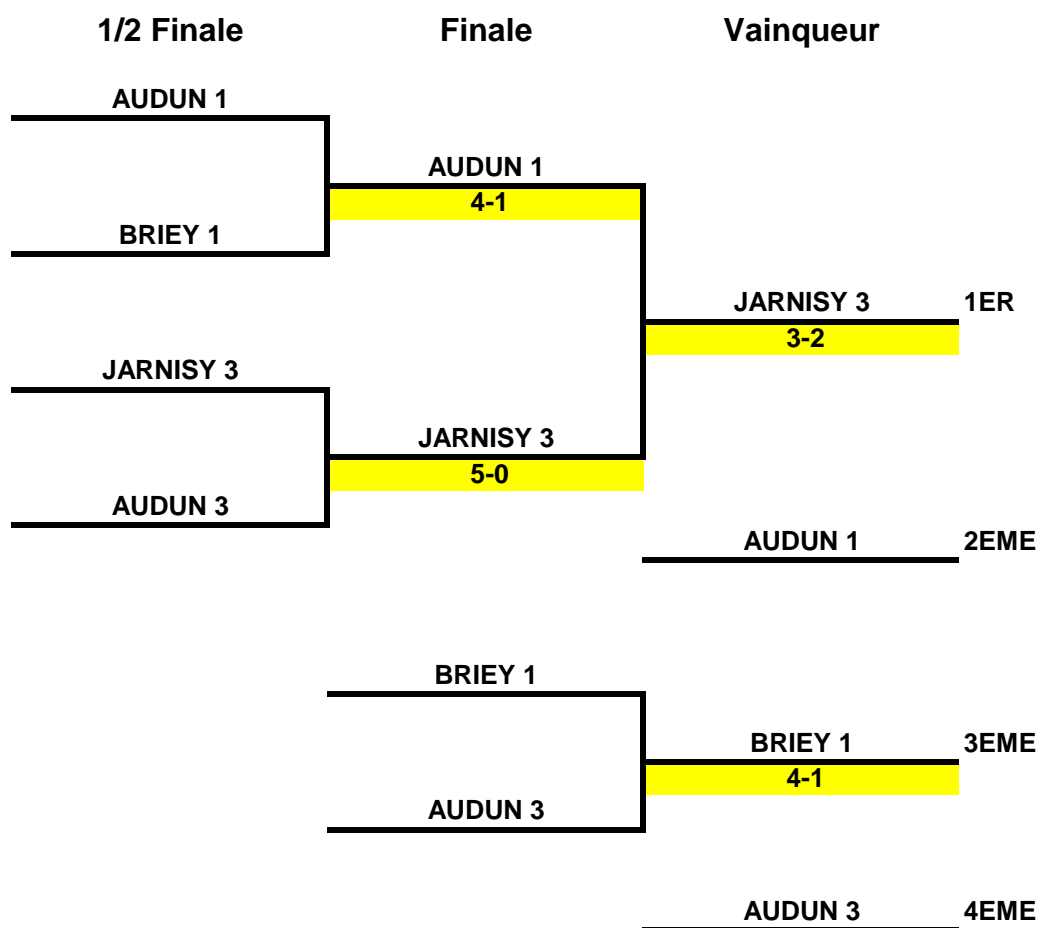 1/2 Finale Finale Vainqueur
AUDUN 1
AUDUN 1
4-1
BRIEY 1
JARNISY 3 1ER
3-2
JARNISY 3
JARNISY 3
5-0
AUDUN 3
AUDUN 1 2EME
BRIEY 1
BRIEY 1 3EME
4-1
AUDUN 3
AUDUN 3 4EME